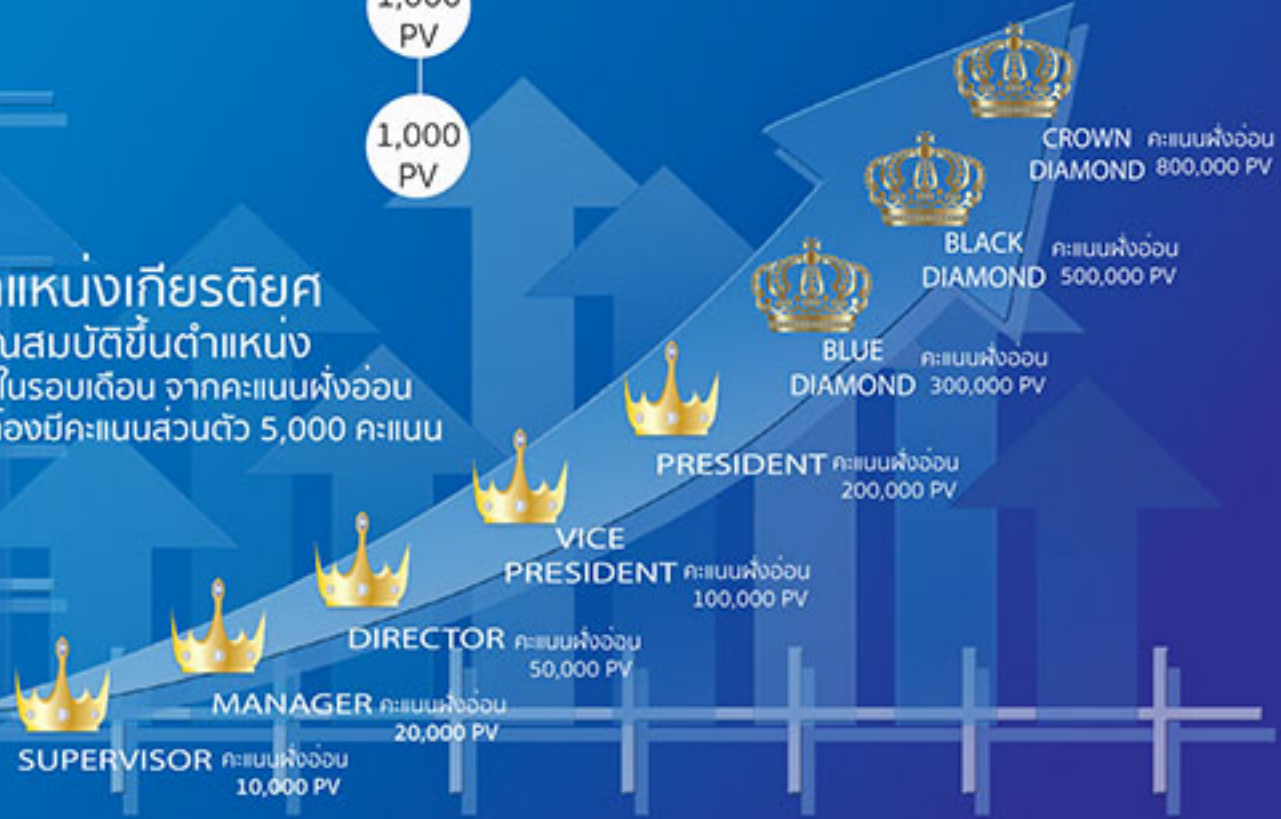 PV
1,000
PV
CROWN คะแนนฝั่งอ่อน
DIAMOND 800,000 PV
BLACK คะแนนฝั่งอ่อน
DIAMOND 500,000 PV
BLUE คะแนนฝั่งออน
DIAMOND 300,000 PV
PRESIDENT คะแนนฝั่งอ่อน
200,000 PV
VICE
PRESIDENT คะแนนฝั่งอ่อน
100,000 PV
DIRECTOR คะแนนฝั่งอ่อน
50,000 PV
MANAGER คะแนนฝั่งอ่อน
20,000 PV
SUPERVISOR คะแนนฝั่งอ่อน
10,000 PV
แหน่งเกียรติยศ
ณสมบัติขึ้นตำแหน่ง
ในรอบเดือน จากคะแนนฝั่งอ่อน
้องมีคะแนนส่วนตัว 5,000 คะแนน